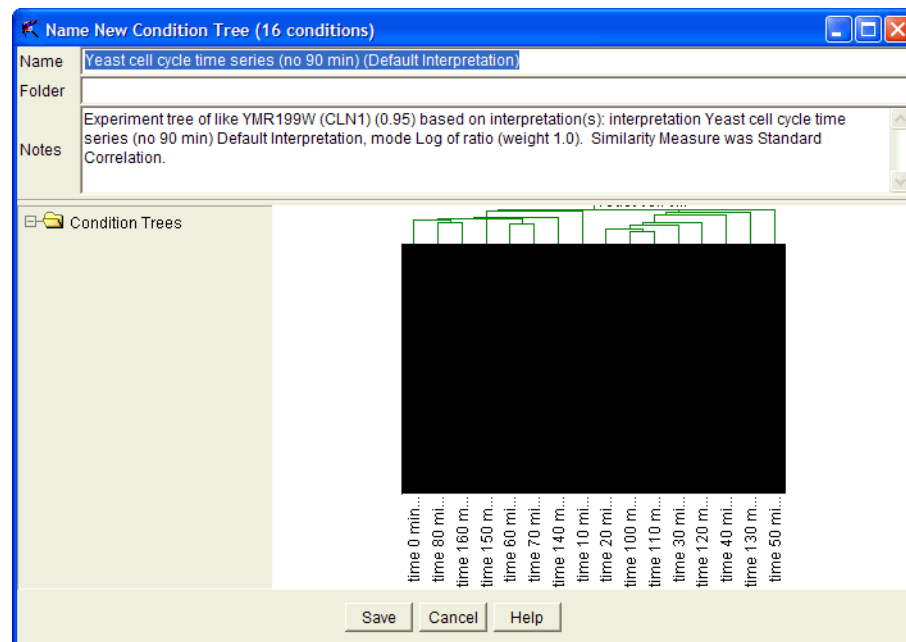 Name New Condition Tree (16 conditions)
Name
Yeast cell cycle time series (no 90 min) (Default Interpretation)
Folder
Notes
Experiment tree of like YMR199W (CLN1) (0.95) based on interpretation(s): interpretation Yeast cell cycle time
series (no 90 min) Default Interpretation, mode Log of ratio (weight 1.0). Similarity Measure was Standard
Correlation.
Condition Trees
time 0 min...
time 80 mi...
time 160 m...
time 150 m...
time 60 mi...
time 70 mi...
time 140 m...
time 10 mi...
time 20 mi...
time 100 m...
time 110 m...
time 30 mi...
time 120 m...
time 40 mi...
time 130 m...
time 50 mi...
Save
Cancel
Help